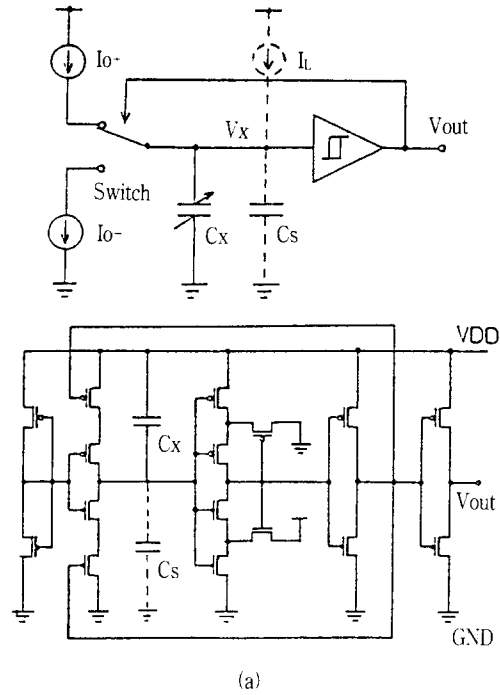 Io+
IL
Vx
Vout
Switch
Io-
Cx
Cs
VDD
Cx
Vout
Cs
GND
(a)